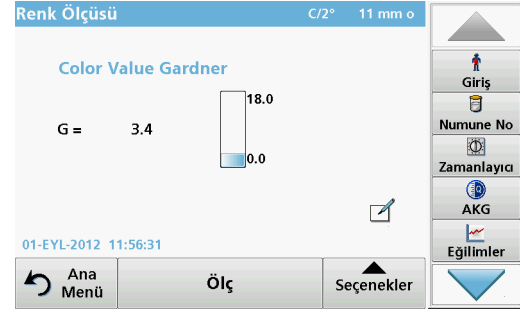 Renk Ölçüsü C/2° 11 mm o
Color Value Gardner
18.0
G = 3.4
0.0
01-EYL-2012 11:56:31
Ana Menü
Ölç
Seçenekler
Giriş
Numune No
Zamanlayıcı
AKG
Eğilimler